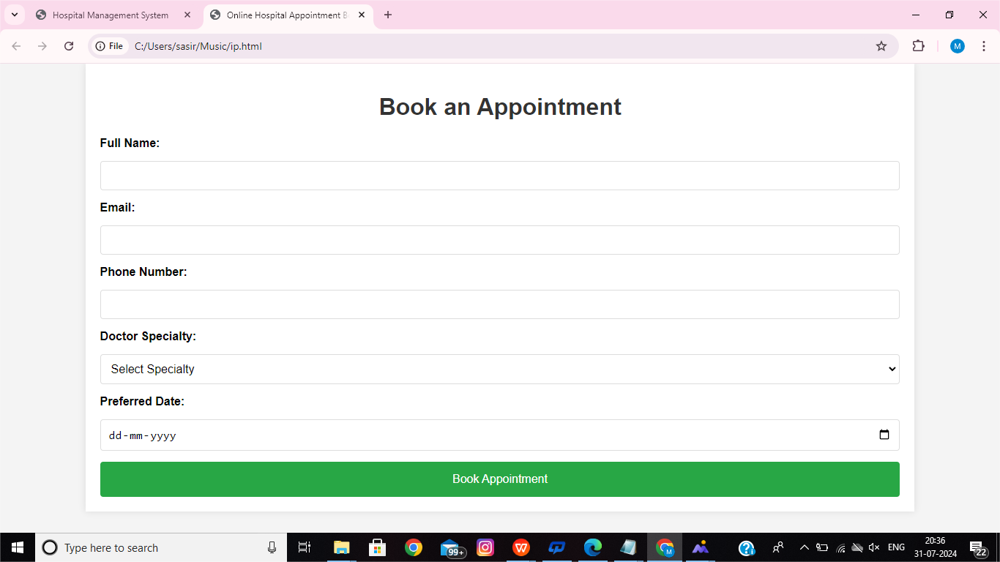 Hospital Management System
Online Hospital Appointment B
File
C:/Users/sasir/Music/ip.html
M
Book an Appointment
Full Name:
Email:
Phone Number:
Doctor Specialty:
Select Specialty
Preferred Date:
dd-mm-yyyy
Book Appointment
Type here to search
99+
W
M
ENG
20:36
31-07-2024
22